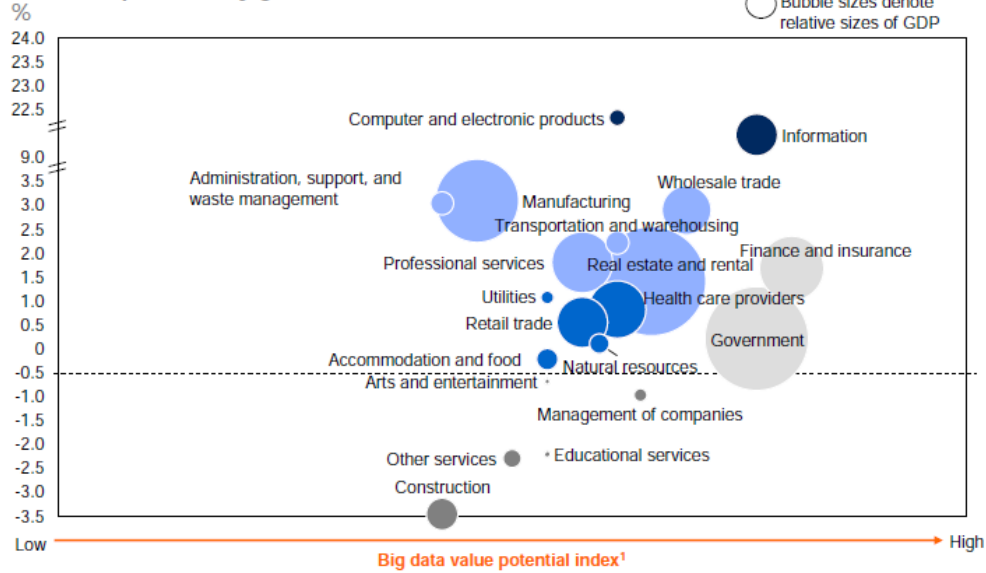 %
Bubble sizes denote
relative sizes of GDP
24.0
23.5
23.0
22.5
9.0
3.5
3.0
2.5
2.0
1.5
1.0
0.5
0
-0.5
-1.0
-1.5
-2.0
-2.5
-3.0
-3.5
Computer and electronic products
Information
Administration, support, and
waste management
Wholesale trade
Manufacturing
Transportation and warehousing
Finance and insurance
Professional services
Real estate and rental
Utilities
Health care providers
Retail trade
Government
Accommodation and food
Natural resources
Arts and entertainment
Management of companies
Other services
Educational services
Construction
Low
High
Big data value potential index¹